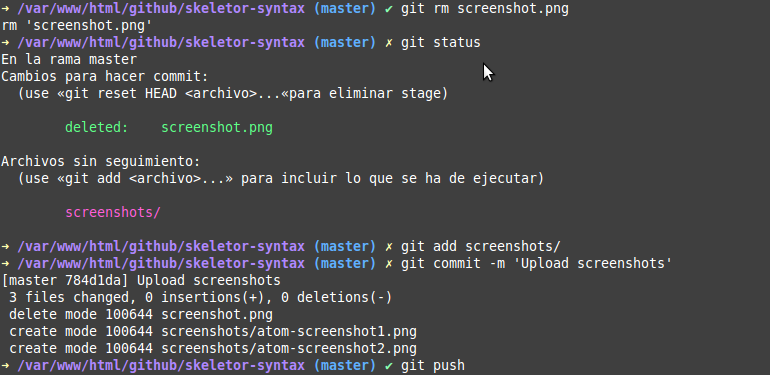 → /var/www/html/github/skeletor-syntax (master) ✔ git rm screenshot.png
rm 'screenshot.png'
→ /var/www/html/github/skeletor-syntax (master) ✗ git status
En la rama master
Cambios para hacer commit:
  (use «git reset HEAD <archivo>...«para eliminar stage)
        deleted:    screenshot.png
Archivos sin seguimiento:
  (use «git add <archivo>...» para incluir lo que se ha de ejecutar)
        screenshots/
→ /var/www/html/github/skeletor-syntax (master) ✗ git add screenshots/
→ /var/www/html/github/skeletor-syntax (master) ✗ git commit -m 'Upload screenshots'
[master 784d1da] Upload screenshots
 3 files changed, 0 insertions(+), 0 deletions(-)
 delete mode 100644 screenshot.png
 create mode 100644 screenshots/atom-screenshot1.png
 create mode 100644 screenshots/atom-screenshot2.png
→ /var/www/html/github/skeletor-syntax (master) ✔ git push